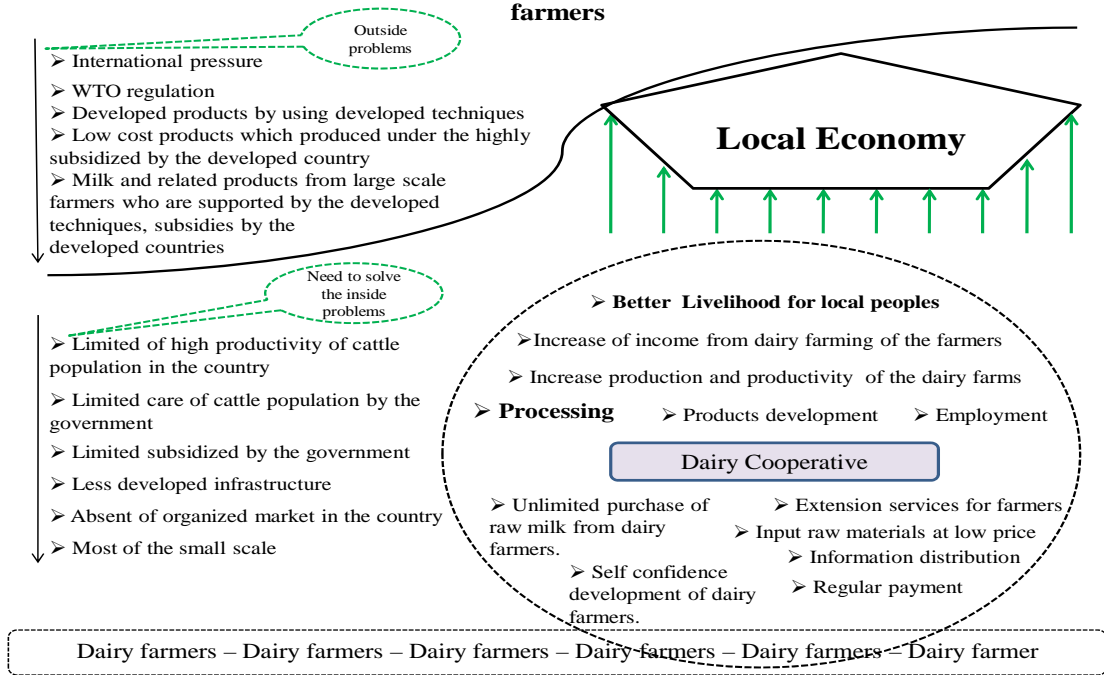 farmers
Outside
problems
➢ International pressure
➢ WTO regulation
➢ Developed products by using developed techniques
➢ Low cost products which produced under the highly
subsidized by the developed country
➢ Milk and related products from large scale
farmers who are supported by the developed
techniques, subsidies by the
developed countries
Local Economy
Need to solve
the inside
problems
➢ Limited of high productivity of cattle
population in the country
➢ Limited care of cattle population by the
government
➢ Limited subsidized by the government
➢ Less developed infrastructure
➢ Absent of organized market in the country
➢ Most of the small scale
➢ Better Livelihood for local peoples
➢Increase of income from dairy farming of the farmers
➢ Increase production and productivity of the dairy farms
➢ Processing
➢ Products development
➢ Employment
Dairy Cooperative
➢ Unlimited purchase of
raw milk from dairy
farmers.
➢ Self confidence
development of dairy
farmers.
➢ Extension services for farmers
➢ Input raw materials at low price
➢ Information distribution
➢ Regular payment
Dairy farmers – Dairy farmers – Dairy farmers – Dairy farmers – Dairy farmers – Dairy farmer